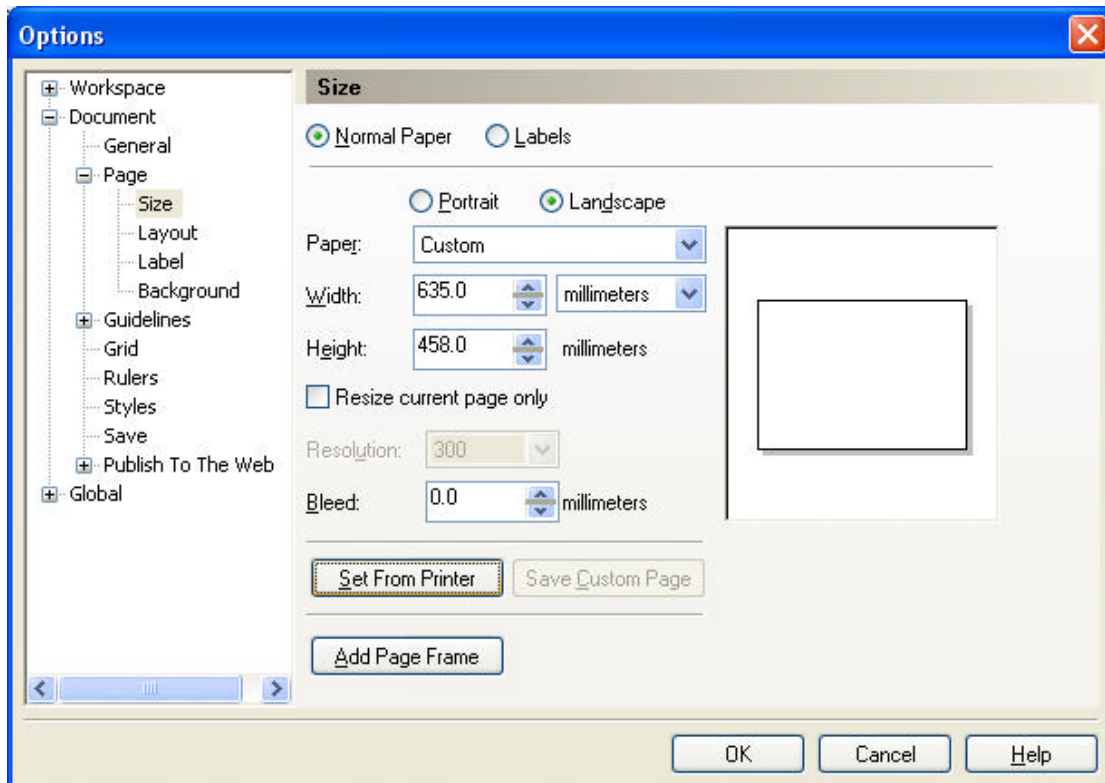 Options
Workspace
Document
General
Page
Size
Layout
Label
Background
Guidelines
Grid
Rulers
Styles
Save
Publish To The Web
Global
Size
Normal Paper Labels
Portrait Landscape
Paper: Custom
Width: 635.0 millimeters
Height: 458.0 millimeters
Resize current page only
Resolution: 300
Bleed: 0.0 millimeters
Set From Printer Save Custom Page
Add Page Frame
OK Cancel Help